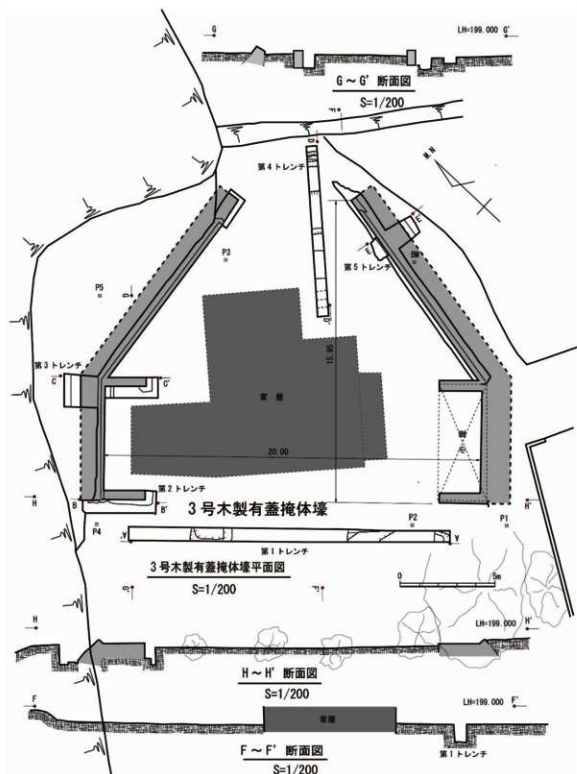 G
LH=199.000 G'
G～G' 断面図
S=1/200
F'
D
第4トレンチ
M.N
P3
E'
E
第5トレンチ
P5
G
D'
15.90
第3トレンチ
C
C'
家屋
20.00
第2トレンチ
B
B'
H
H'
3号木製有蓋掩体壕
P4
P2
P1
A'
A
第1トレンチ
3号木製有蓋掩体壕平面図
S=1/200
0
5m
G'
F
H
LH=199.000 H'
H～H' 断面図
S=1/200
F
家屋
LH=199.000 F'
第1トレンチ
F～F' 断面図
S=1/200